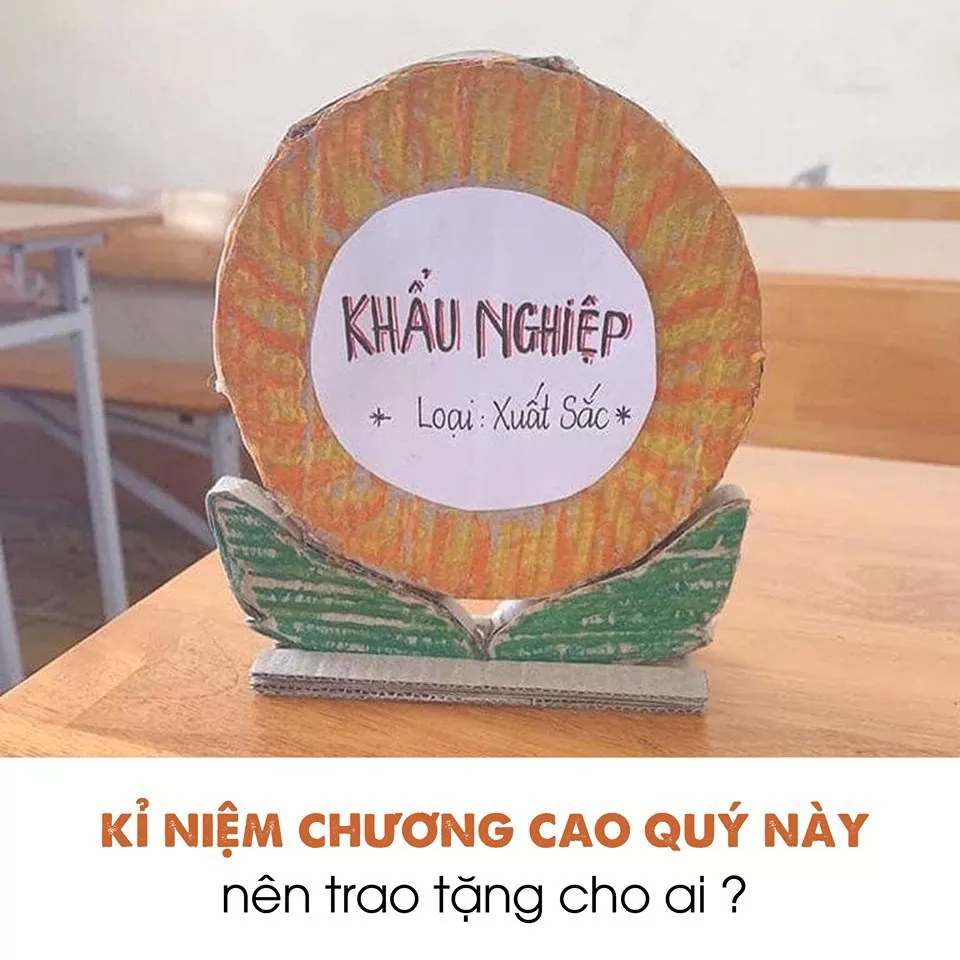 KHẨU NGHIỆP
* Loại : Xuất Sắc *
KỈ NIỆM CHƯƠNG CAO QUÝ NÀY
nên trao tặng cho ai ?